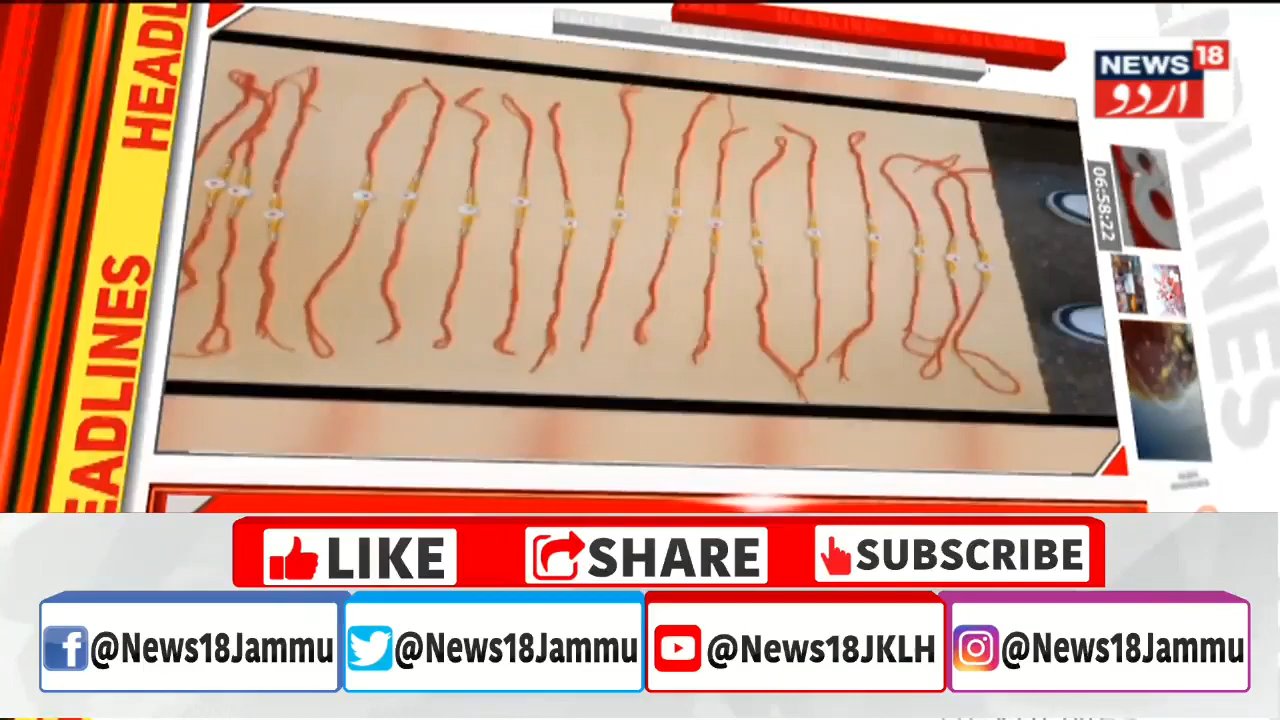 HEADLINES
HEADLINES
NEWS 18
اردو
06:58:22
LIKE
SHARE
SUBSCRIBE
@News18Jammu
@News18Jammu
@News18JKLH
@News18Jammu